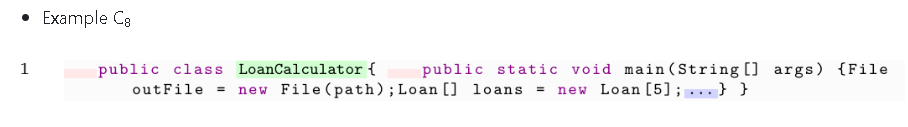 • Example C₈
1 public class LoanCalculator{ public static void main(String[] args) {File
outFile = new File(path);Loan[] loans = new Loan[5];...} }